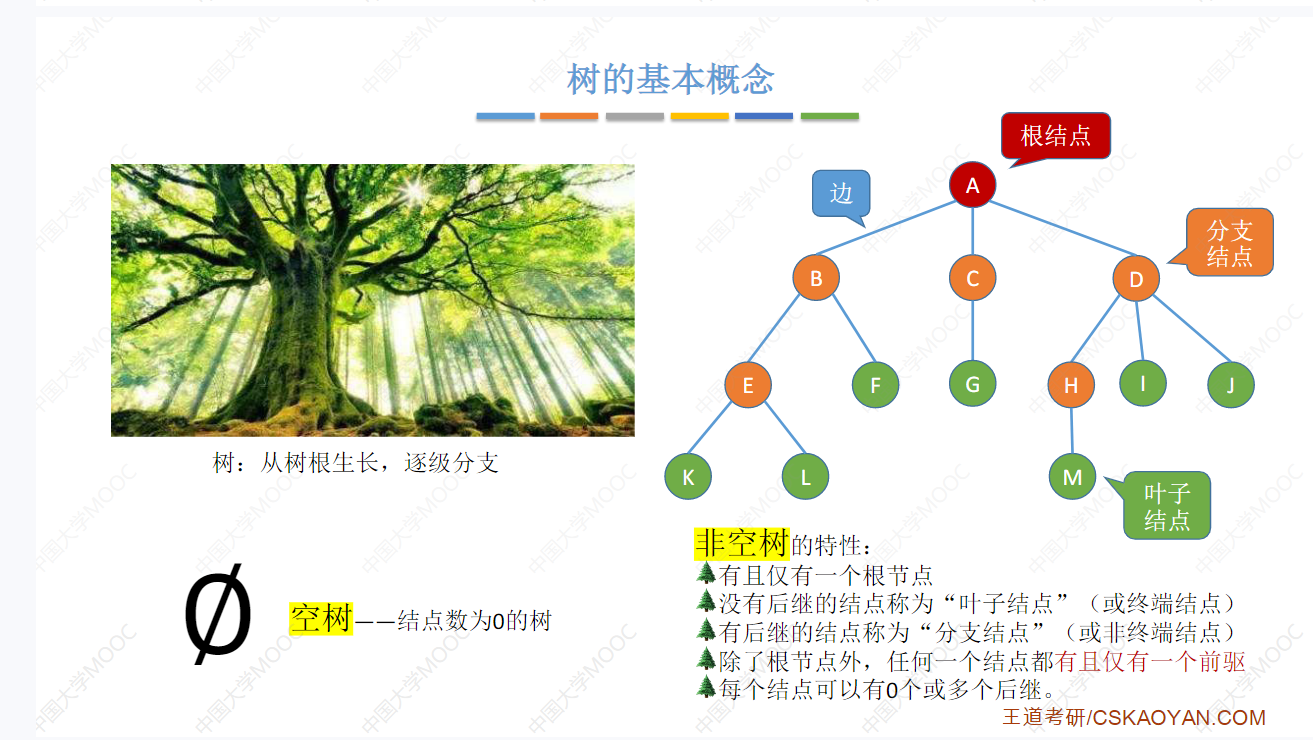 树的基本概念
根结点
边
A
分支
结点
B
C
D
E
F
G
H
I
J
K
L
M
叶子
结点
树：从树根生长，逐级分支
Ø
空树——结点数为0的树
非空树的特性：
有且仅有一个根节点
没有后继的结点称为“叶子结点”（或终端结点）
有后继的结点称为“分支结点”（或非终端结点）
除了根节点外，任何一个结点都有且仅有一个前驱
每个结点可以有0个或多个后继。
王道考研/CSKAOYAN.COM
中国大学MOOC